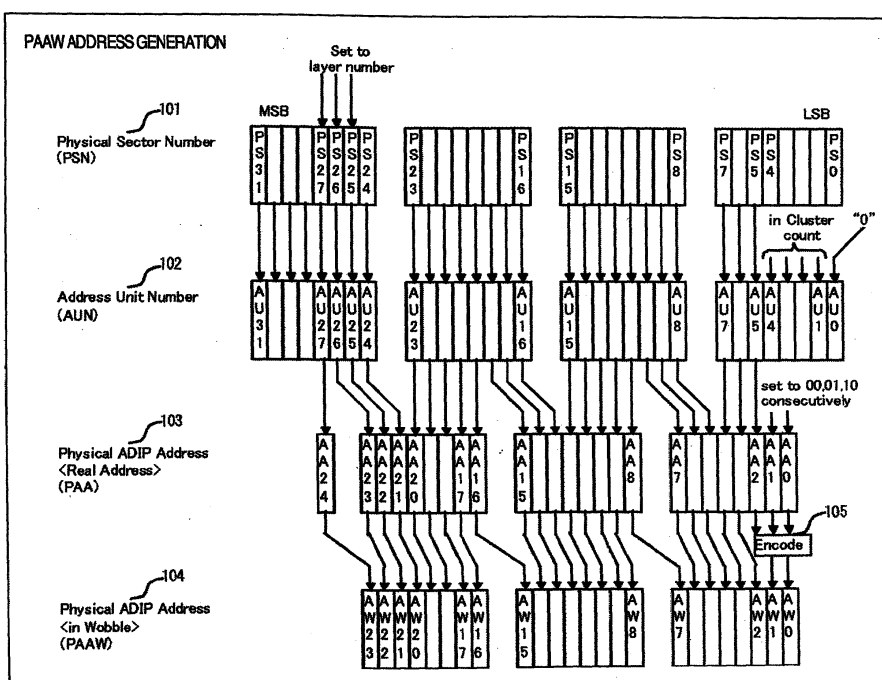 PAAW ADDRESS GENERATION
Set to
layer number
101
MSB
LSB
Physical Sector Number
(PSN)
PS31
PS27
PS26
PS25
PS24
PS23
PS16
PS15
PS8
PS7
PS5
PS4
PS0
in Cluster
count
"0"
102
Address Unit Number
(AUN)
AU31
AU27
AU26
AU25
AU24
AU23
AU16
AU15
AU8
AU7
AU5
AU4
AU1
AU0
set to 00,01,10
consecutively
103
Physical ADIP Address
<Real Address>
(PAA)
AA24
AA23
AA22
AA21
AA20
AA17
AA16
AA15
AA8
AA7
AA2
AA1
AA0
105
Encode
104
Physical ADIP Address
<in Wobble>
(PAAW)
AW23
AW22
AW21
AW20
AW17
AW16
AW15
AW8
AW7
AW2
AW1
AW0